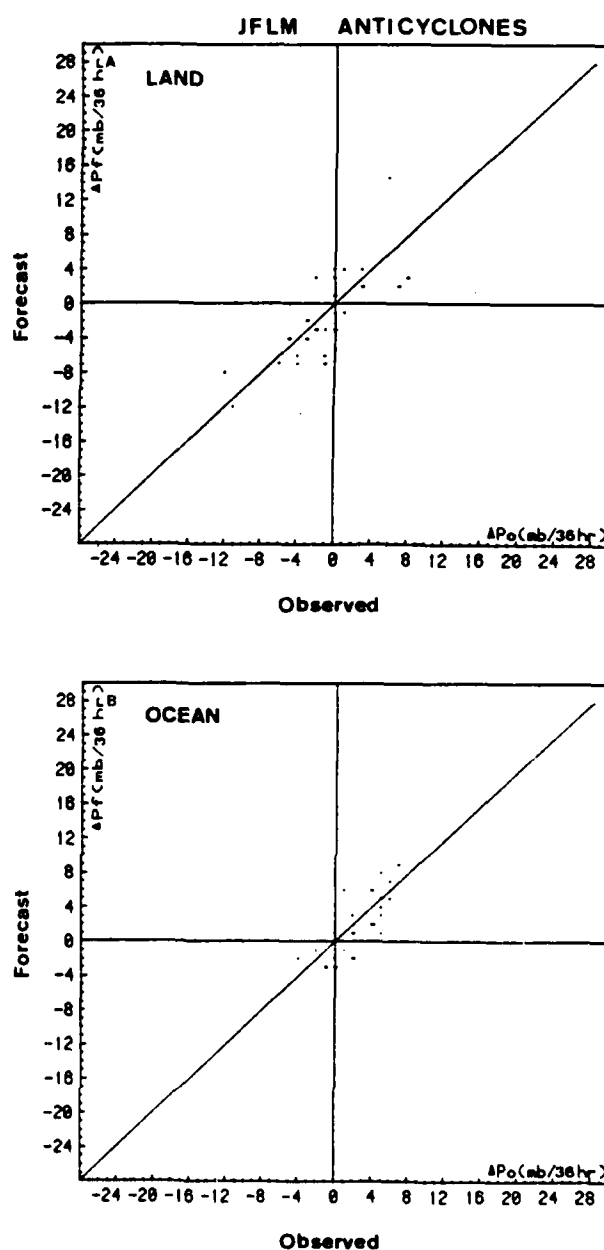 JFLM ANTICYCLONES
A
LAND
ΔPf(mb/36 hr)
28
24
20
16
12
8
4
0
-4
-8
-12
-16
-20
-24
Forecast
ΔPo(mb/36hr)
-24 -20 -16 -12 -8 -4 0 4 8 12 16 20 24 28
Observed
B
OCEAN
ΔPf(mb/36 hr)
28
24
20
16
12
8
4
0
-4
-8
-12
-16
-20
-24
Forecast
ΔPo(mb/36hr)
-24 -20 -16 -12 -8 -4 0 4 8 12 16 20 24 28
Observed